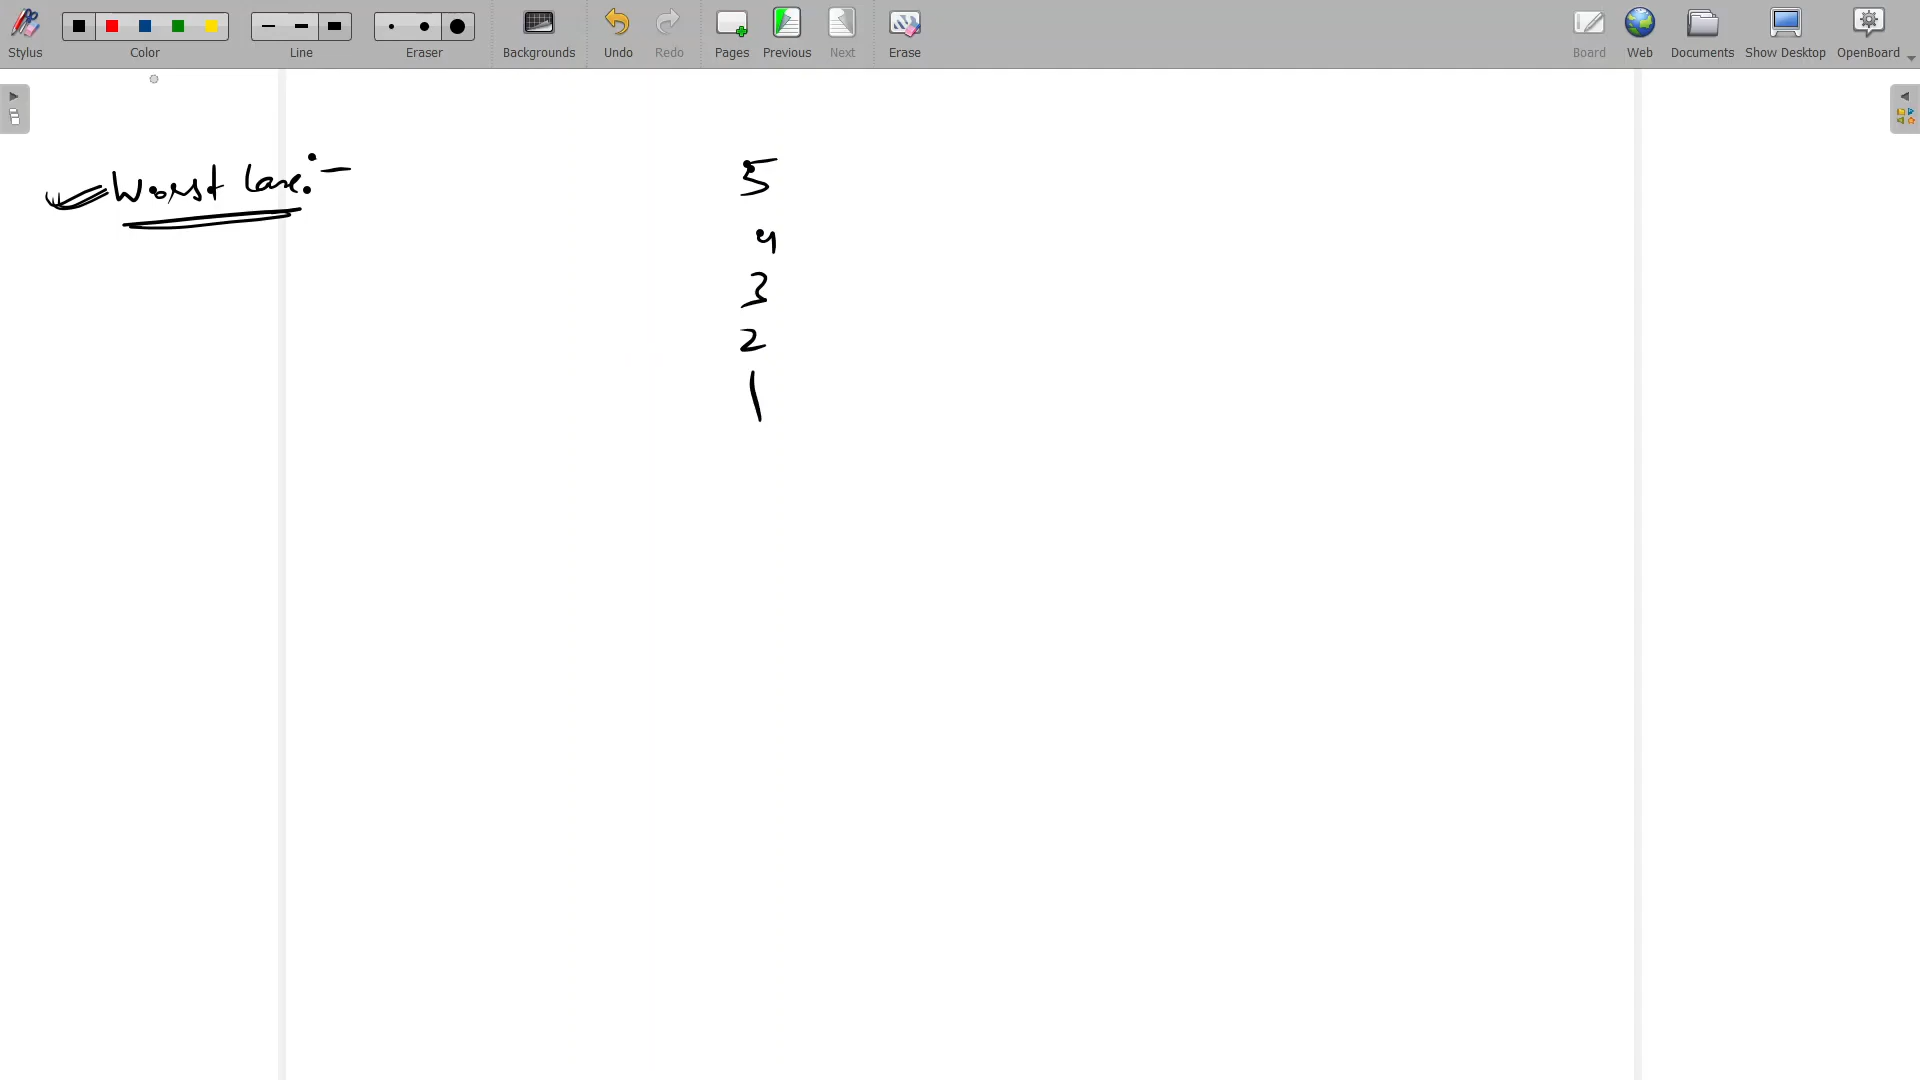 Stylus Color Line Eraser Backgrounds Undo Redo Pages Previous Next Erase Board Web Documents Show Desktop OpenBoard
Worst Case:-
5
4
3
2
1